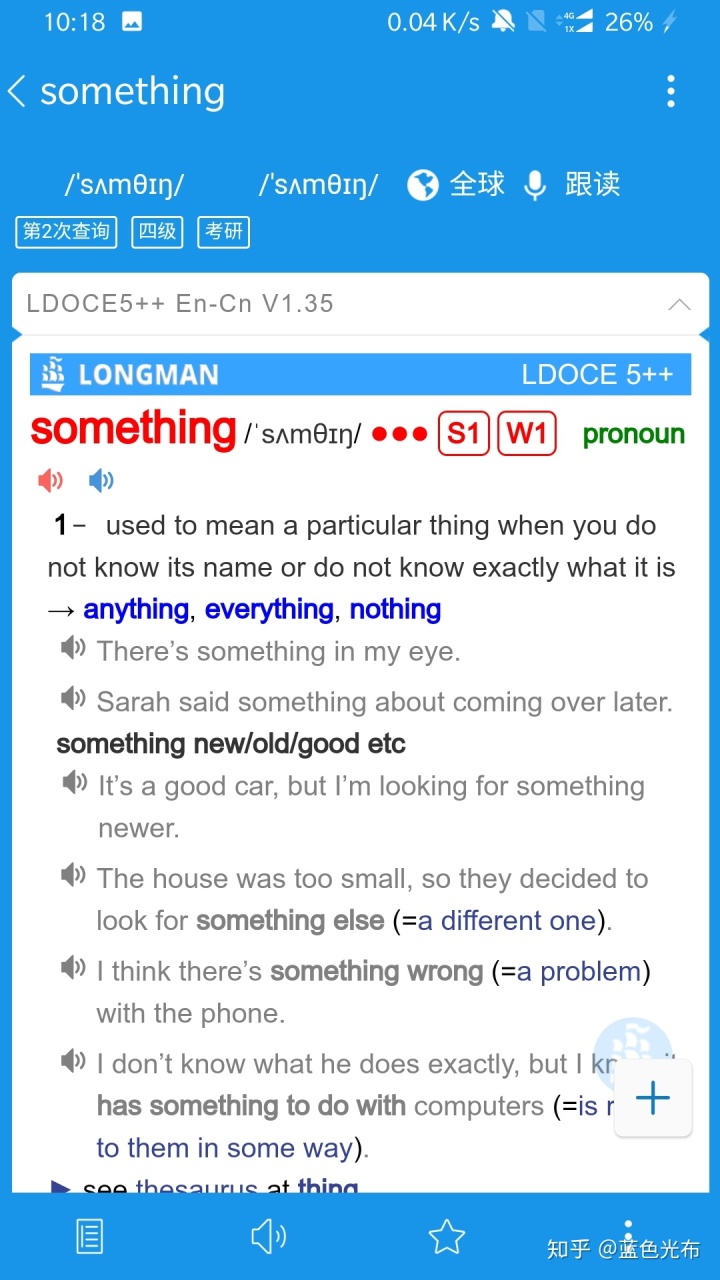 10:18 0.04 K/s 4G 1X 26%
something
/ˈsʌmθɪŋ/ /ˈsʌmθɪŋ/ 全球 跟读
第2次查询 四级 考研
LDOCE5++ En-Cn V1.35
LONGMAN LDOCE 5++
something /ˈsʌmθɪŋ/ ●●● S1 W1 pronoun
1 – used to mean a particular thing when you do
not know its name or do not know exactly what it is
→ anything, everything, nothing
There’s something in my eye.
Sarah said something about coming over later.
something new/old/good etc
It’s a good car, but I’m looking for something
newer.
The house was too small, so they decided to
look for something else (=a different one).
I think there’s something wrong (=a problem)
with the phone.
I don’t know what he does exactly, but I
has something to do with computers (=is
to them in some way).
► see thesaurus at thing
知乎 @蓝色光布